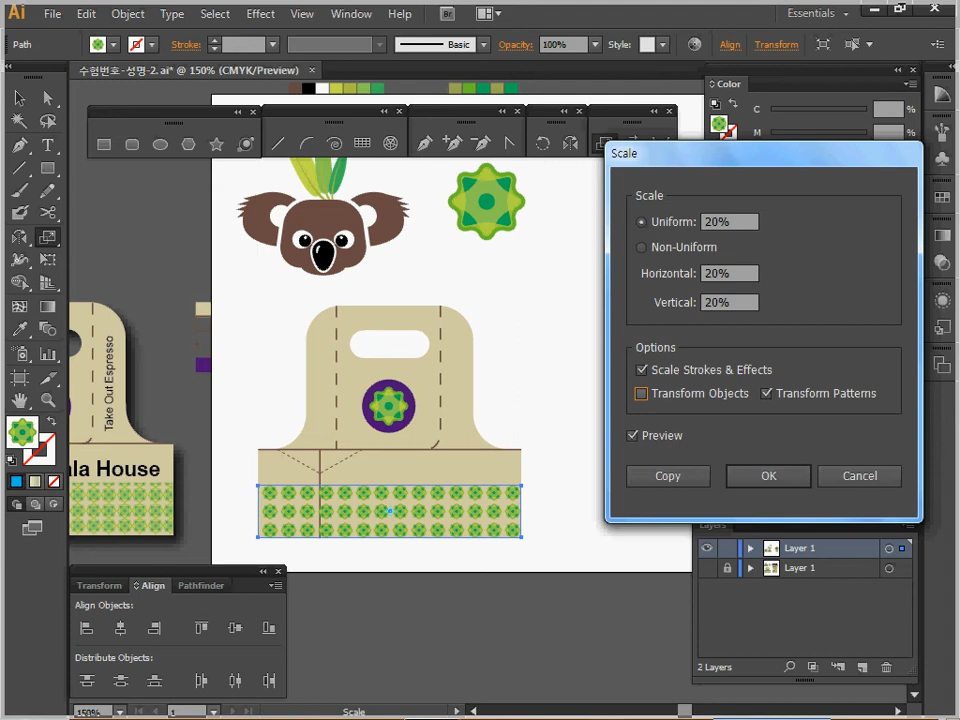 Ai File Edit Object Type Select Effect View Window Help Br Essentials
Path Stroke: Basic Opacity: 100% Style: Align Transform
수험번호-성명-2.ai* @ 150% (CMYK/Preview) ×
Color
C %
M %
Scale
Scale
Uniform: 20%
Non-Uniform
Horizontal: 20%
Vertical: 20%
Options
Scale Strokes & Effects
Transform Objects Transform Patterns
Preview
Copy OK Cancel
Take Out Espresso
ala House
Layers
Layer 1
Layer 1
2 Layers
Transform Align Pathfinder
Align Objects:
Distribute Objects:
150% 1 Scale